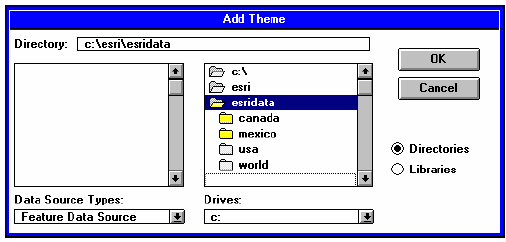 Add Theme
Directory: c:\esri\esridata
OK
Cancel
c:\
esri
esridata
canada
mexico
usa
world
Directories
Libraries
Data Source Types:
Feature Data Source
Drives:
c: